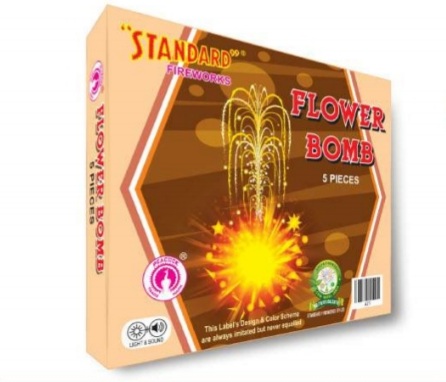 "STANDARD"®
FIREWORKS
FLOWER
BOMB
5 PIECES
FLOWER BOMB
5 PIECES
PEACOCK
®
This Label's Design & Color Scheme
are always imitated but never equalled
LIGHT & SOUND